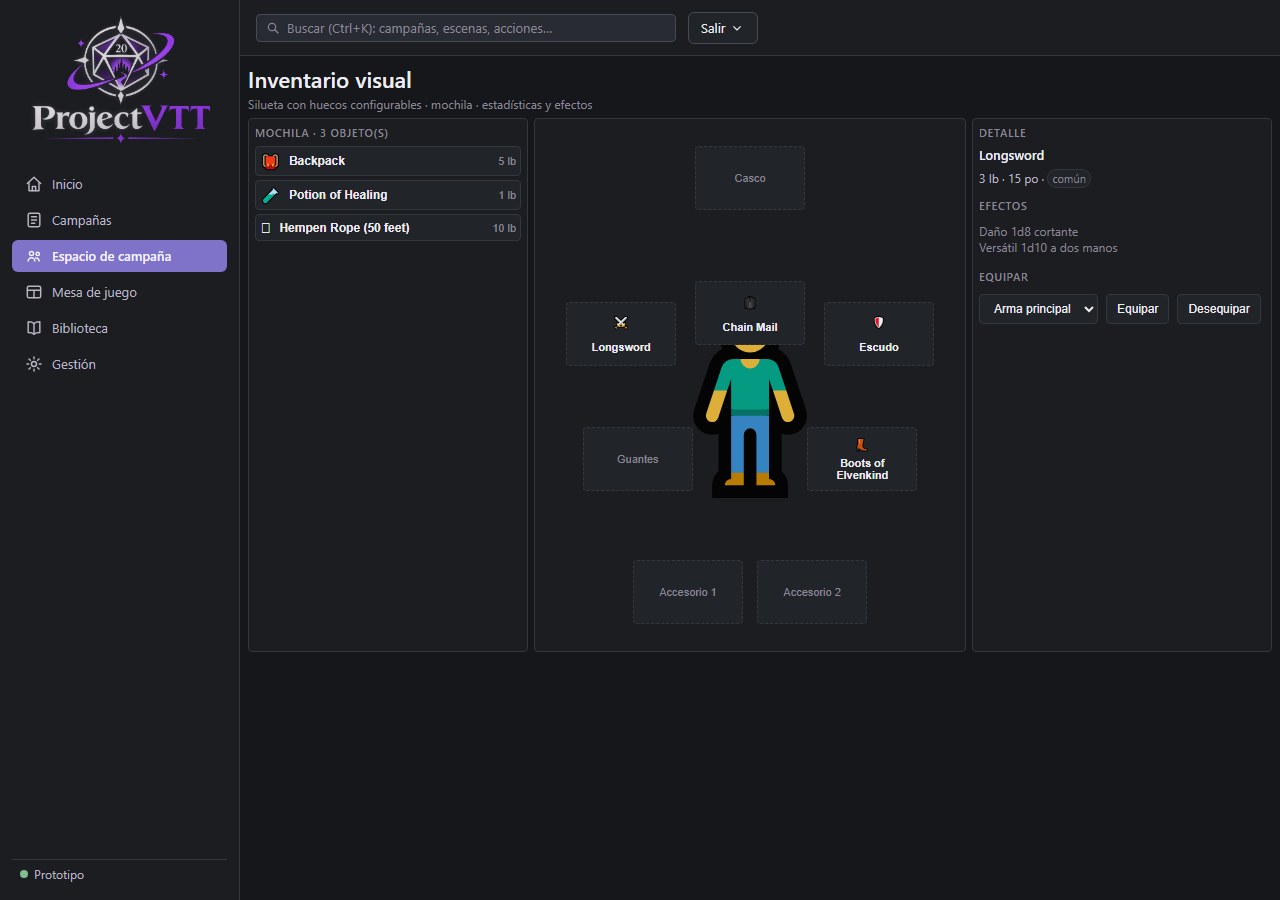 20
ProjectVTT
Inicio
Campañas
Espacio de campaña
Mesa de juego
Biblioteca
Gestión
Prototipo
Buscar (Ctrl+K): campañas, escenas, acciones...
Salir
Inventario visual
Silueta con huecos configurables · mochila · estadísticas y efectos
MOCHILA · 3 OBJETO(S)
Backpack 5 lb
Potion of Healing 1 lb
Hempen Rope (50 feet) 10 lb
Casco
Chain Mail
Longsword
Escudo
Guantes
Boots of
Elvenkind
Accesorio 1
Accesorio 2
DETALLE
Longsword
3 lb · 15 po · común
EFECTOS
Daño 1d8 cortante
Versátil 1d10 a dos manos
EQUIPAR
Arma principal Equipar Desequipar